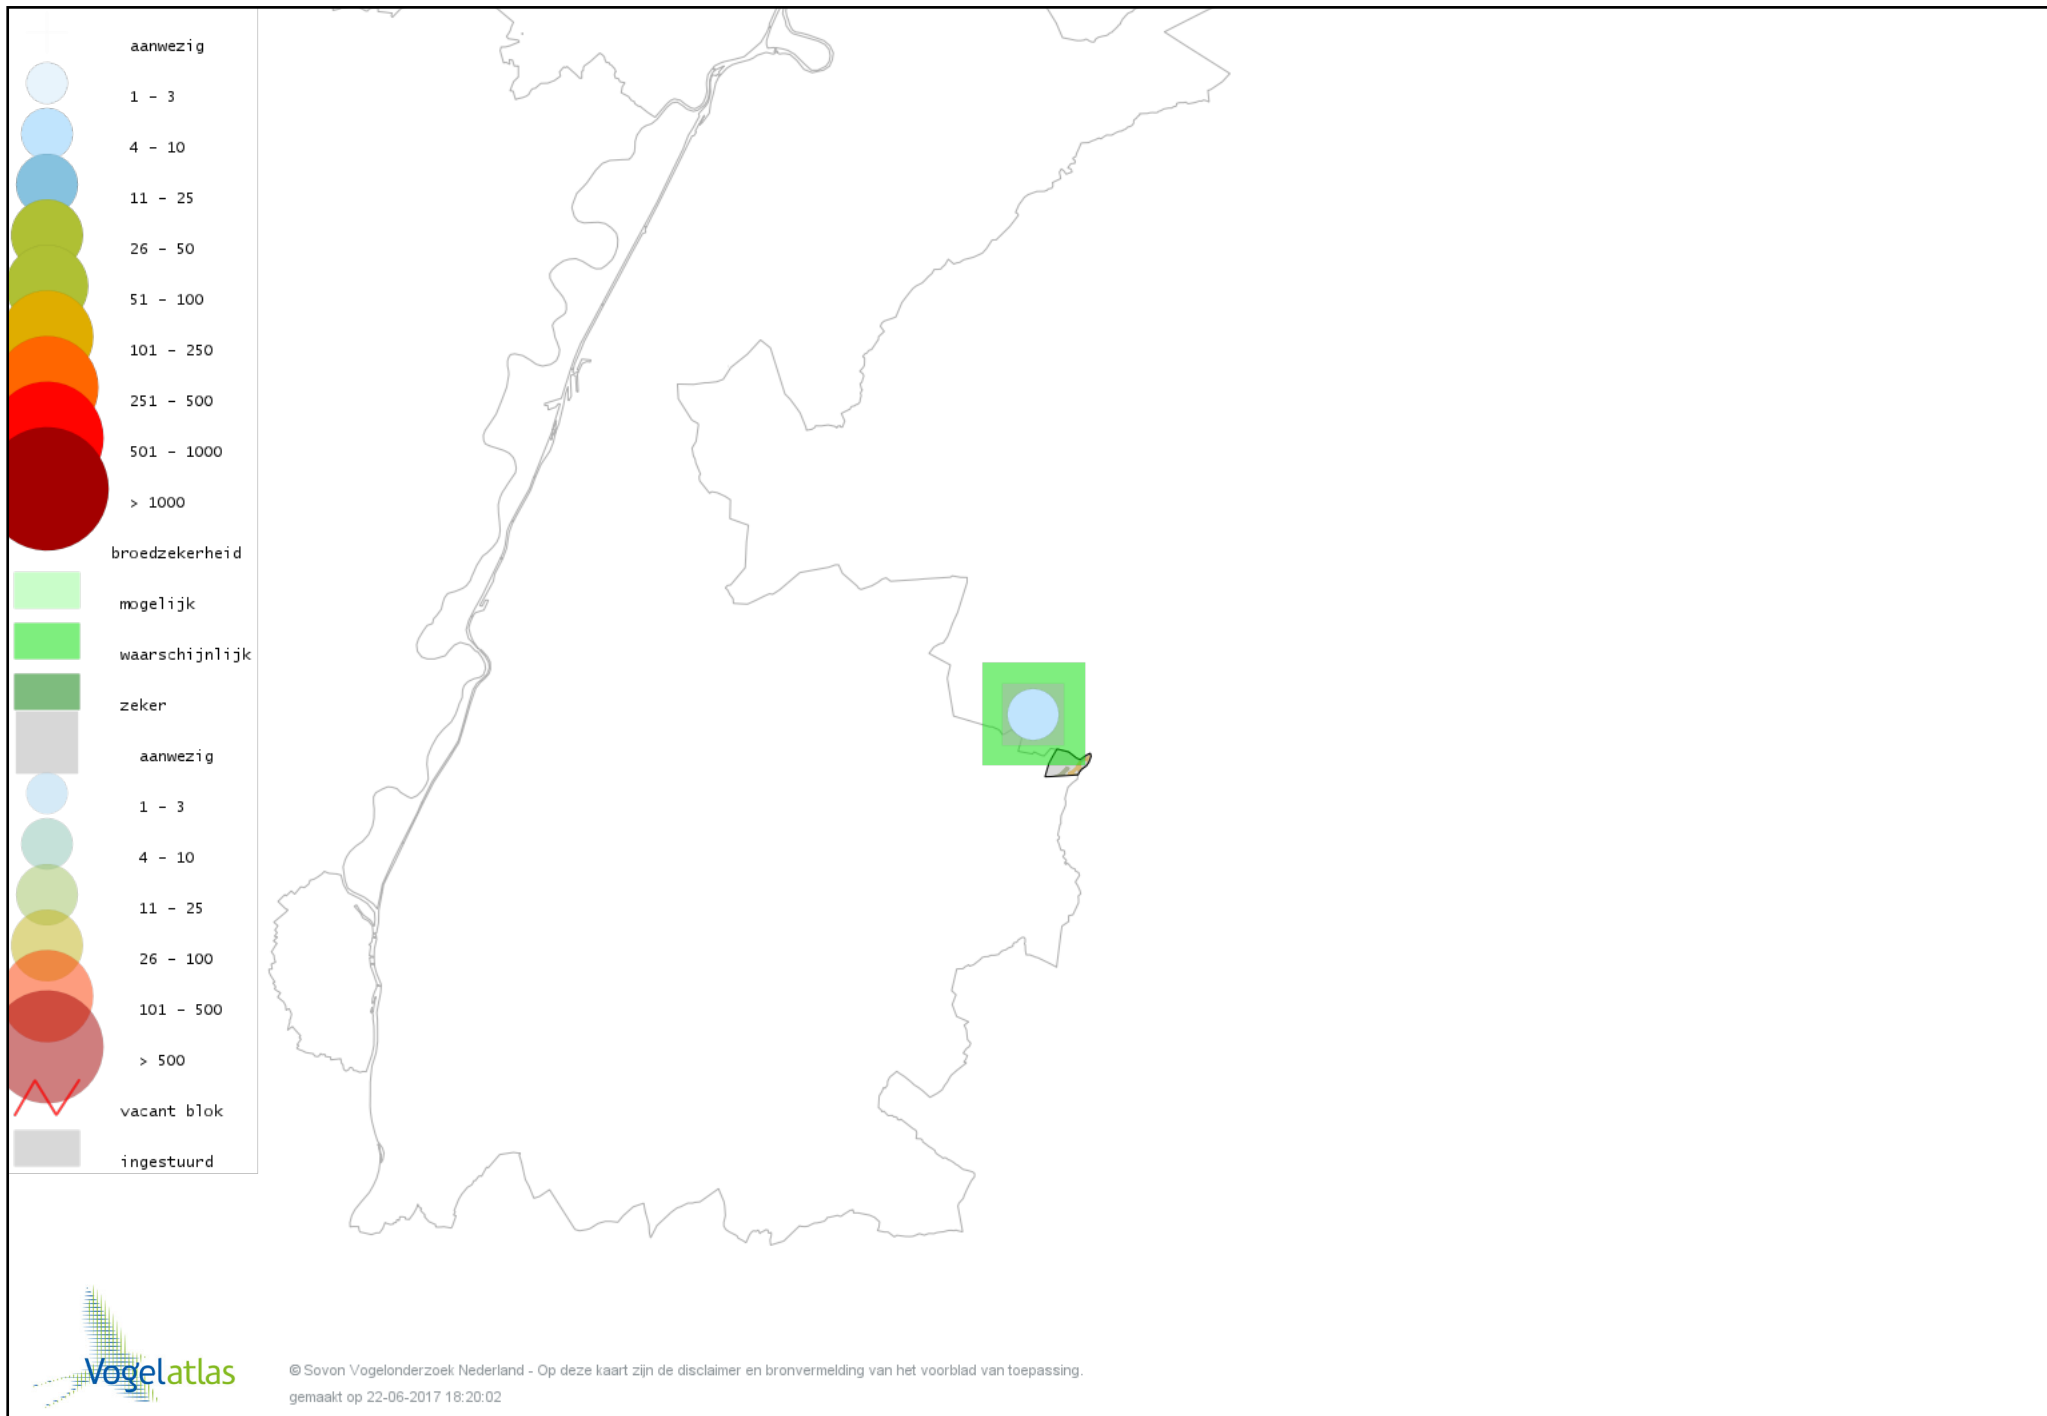 aanwezig
1 - 3
4 - 10
11 - 25
26 - 50
51 - 100
101 - 250
251 - 500
501 - 1000
> 1000
broedzekerheid
mogelijk
waarschijnlijk
zeker
aanwezig
1 - 3
4 - 10
11 - 25
26 - 100
101 - 500
> 500
vacant blok
ingestuurd
Vogelatlas
© Sovon Vogelonderzoek Nederland - Op deze kaart zijn de disclaimer en bronvermelding van het voorblad van toepassing.
gemaakt op 22-06-2017 18:20:02